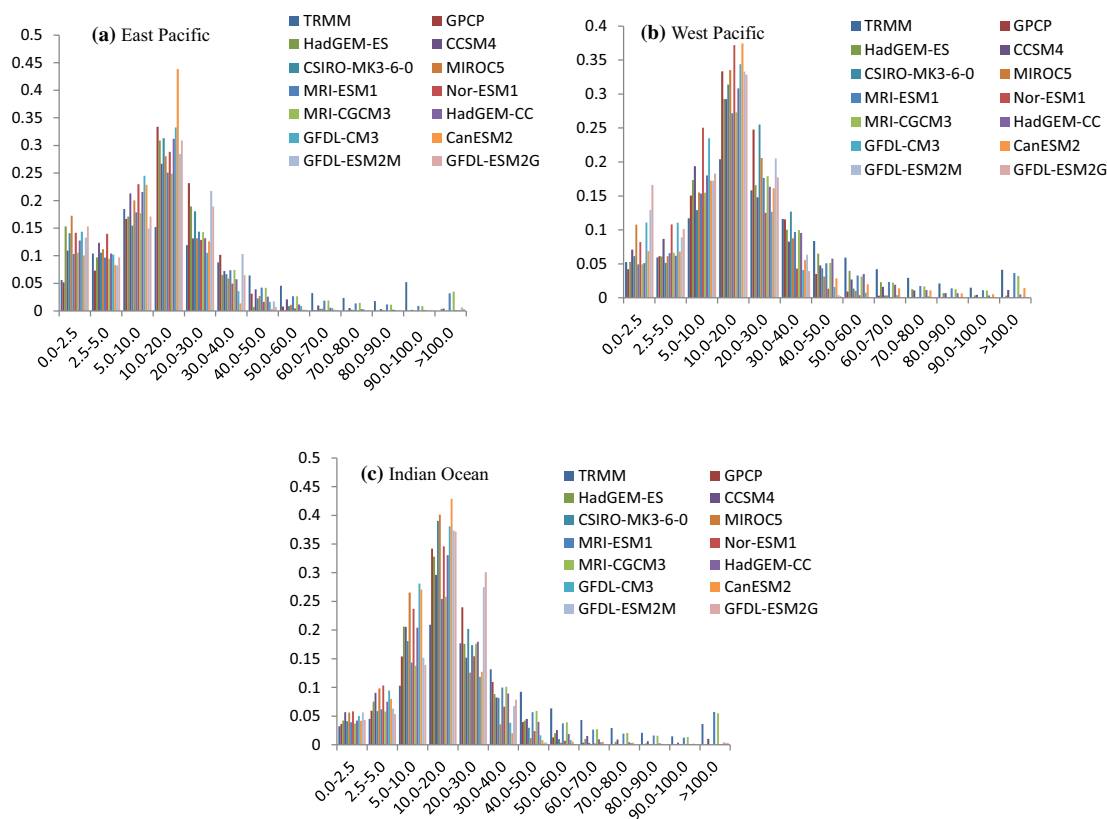 (a) East Pacific
TRMM GPCP
HadGEM-ES CCSM4
CSIRO-MK3-6-0 MIROC5
MRI-ESM1 Nor-ESM1
MRI-CGCM3 HadGEM-CC
GFDL-CM3 CanESM2
GFDL-ESM2M GFDL-ESM2G
0.5
0.45
0.4
0.35
0.3
0.25
0.2
0.15
0.1
0.05
0
0.0-2.5
2.5-5.0
5.0-10.0
10.0-20.0
20.0-30.0
30.0-40.0
40.0-50.0
50.0-60.0
60.0-70.0
70.0-80.0
80.0-90.0
90.0-100.0
>100.0
(b) West Pacific
TRMM GPCP
HadGEM-ES CCSM4
CSIRO-MK3-6-0 MIROC5
MRI-ESM1 Nor-ESM1
MRI-CGCM3 HadGEM-CC
GFDL-CM3 CanESM2
GFDL-ESM2M GFDL-ESM2G
0.4
0.35
0.3
0.25
0.2
0.15
0.1
0.05
0
0.0-2.5
2.5-5.0
5.0-10.0
10.0-20.0
20.0-30.0
30.0-40.0
40.0-50.0
50.0-60.0
60.0-70.0
70.0-80.0
80.0-90.0
90.0-100
>100.0
(c) Indian Ocean
TRMM GPCP
HadGEM-ES CCSM4
CSIRO-MK3-6-0 MIROC5
MRI-ESM1 Nor-ESM1
MRI-CGCM3 HadGEM-CC
GFDL-CM3 CanESM2
GFDL-ESM2M GFDL-ESM2G
0.5
0.45
0.4
0.35
0.3
0.25
0.2
0.15
0.1
0.05
0
0.0-2.5
2.5-5.0
5.0-10.0
10.0-20.0
20.0-30.0
30.0-40.0
40.0-50.0
50.0-60.0
60.0-70.0
70.0-80.0
80.0-90.0
90.0-100.0
>100.0